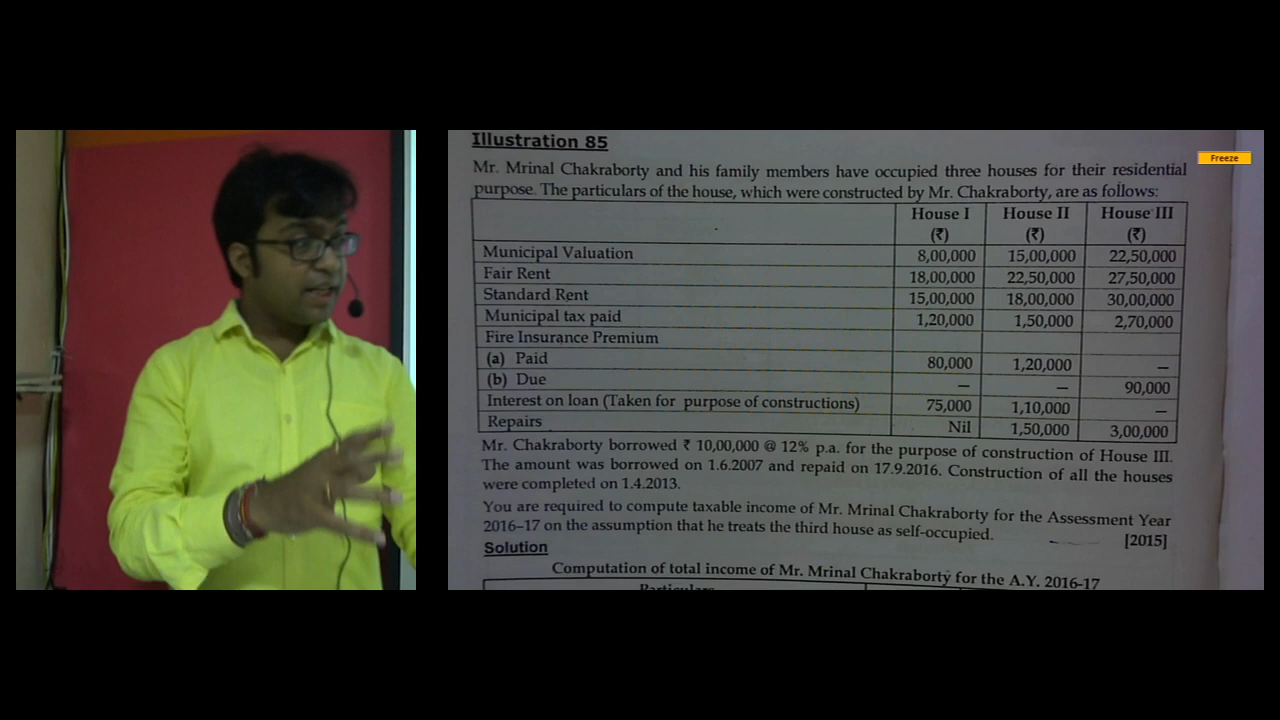 Illustration 85
Freeze
Mr. Mrinal Chakraborty and his family members have occupied three houses for their residential
purpose. The particulars of the house, which were constructed by Mr. Chakraborty, are as follows:
House I House II House III
(₹) (₹) (₹)
Municipal Valuation 8,00,000 15,00,000 22,50,000
Fair Rent 18,00,000 22,50,000 27,50,000
Standard Rent 15,00,000 18,00,000 30,00,000
Municipal tax paid 1,20,000 1,50,000 2,70,000
Fire Insurance Premium
(a) Paid 80,000 1,20,000 —
(b) Due — — 90,000
Interest on loan (Taken for purpose of constructions) 75,000 1,10,000 —
Repairs Nil 1,50,000 3,00,000
Mr. Chakraborty borrowed ₹ 10,00,000 @ 12% p.a. for the purpose of construction of House III.
The amount was borrowed on 1.6.2007 and repaid on 17.9.2016. Construction of all the houses
were completed on 1.4.2013.
You are required to compute taxable income of Mr. Mrinal Chakraborty for the Assessment Year
2016–17 on the assumption that he treats the third house as self-occupied. [2015]
Solution
Computation of total income of Mr. Mrinal Chakraborty for the A.Y. 2016-17
Particulars